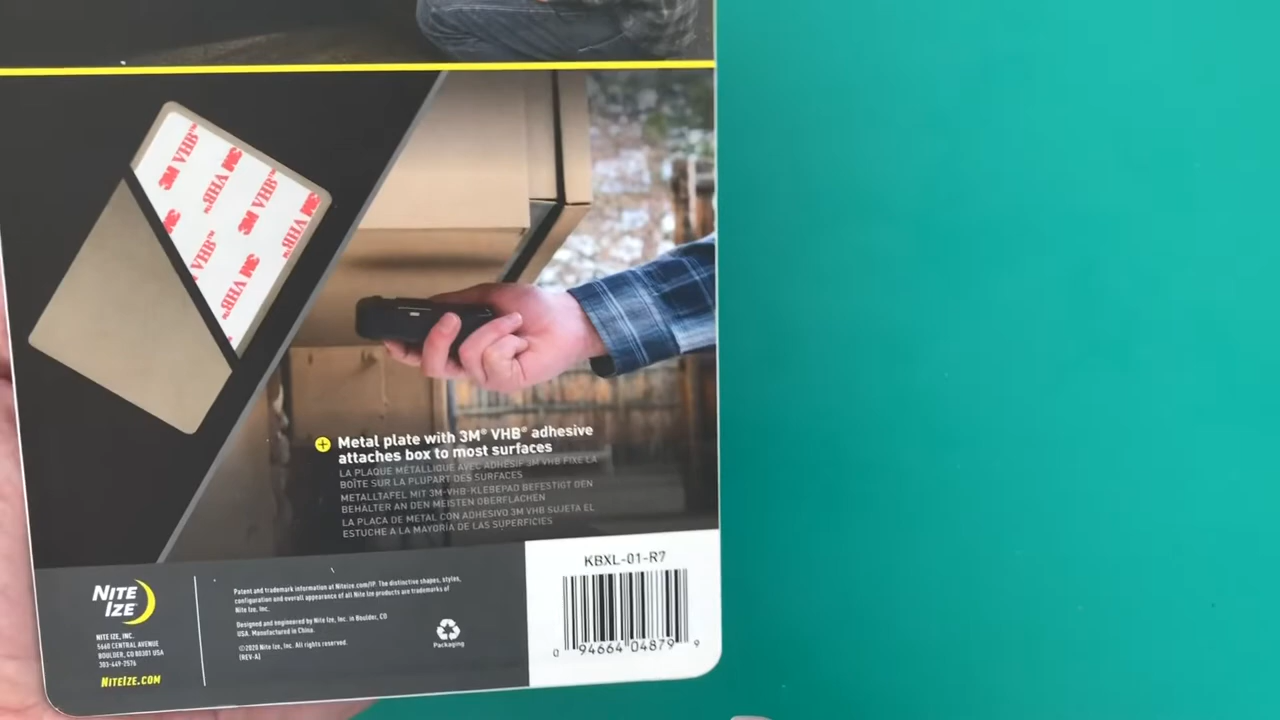 3M VHB™
3M VHB™
3M VHB™
3M VHB™
3M VHB™
3M VHB™
Metal plate with 3M® VHB® adhesive
attaches box to most surfaces
LA PLAQUE MÉTALLIQUE AVEC ADHÉSIF 3M VHB FIXE LA
BOÎTE SUR LA PLUPART DES SURFACES
METALLTAFEL MIT 3M-VHB-KLEBEPAD BEFESTIGT DEN
BEHÄLTER AN DEN MEISTEN OBERFLÄCHEN
LA PLACA DE METAL CON ADHESIVO 3M VHB SUJETA EL
ESTUCHE A LA MAYORÍA DE LAS SUPERFICIES
KBXL-01-R7
0 94664 04879 9
NITE
IZE®
NITE IZE, INC.
5660 CENTRAL AVENUE
BOULDER, CO 80301 USA
303-449-2576
NITEIZE.COM
Patent and trademark information at Niteize.com/IP. The distinctive shapes, styles,
configuration and overall appearance of all Nite Ize products are trademarks of
Nite Ize, Inc.
Designed and engineered by Nite Ize, Inc. in Boulder, CO
USA. Manufactured in China.
©2020 Nite Ize, Inc. All rights reserved.
(REV-A)
Packaging